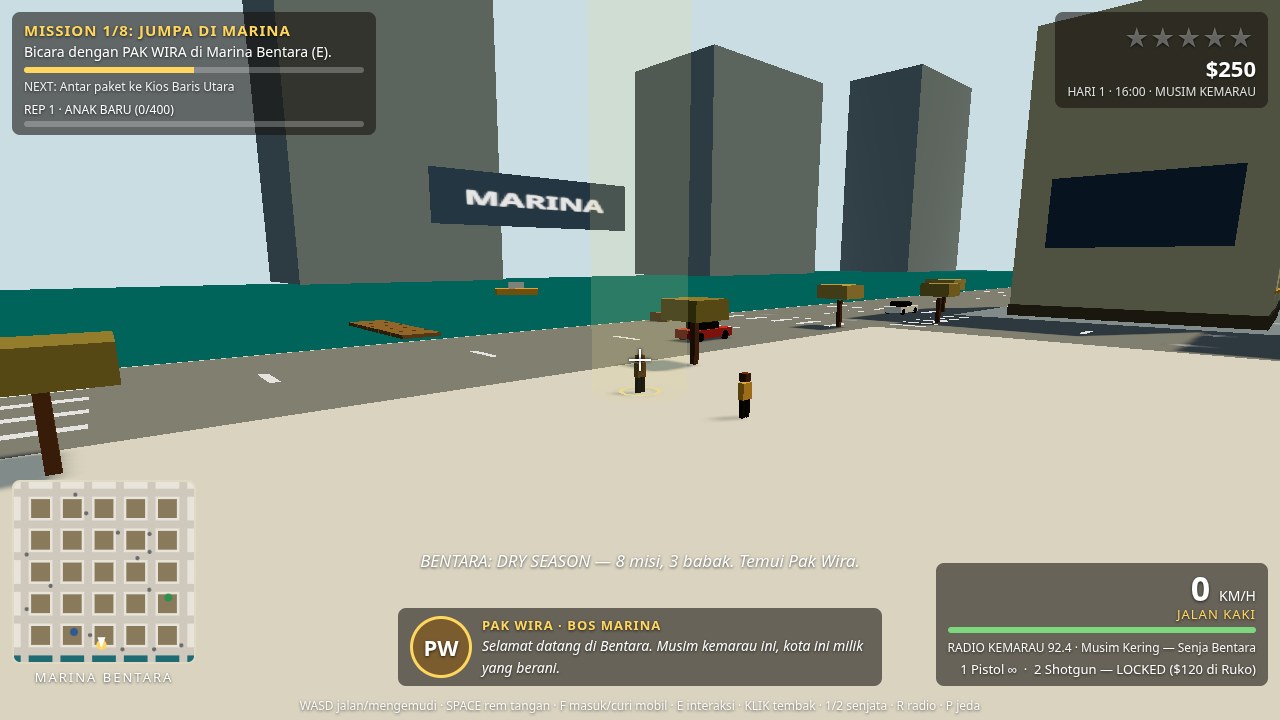 MISSION 1/8: JUMPA DI MARINA
Bicara dengan PAK WIRA di Marina Bentara (E).
NEXT: Antar paket ke Kios Baris Utara
REP 1 · ANAK BARU (0/400)
★★★★★
$250
HARI 1 · 16:00 · MUSIM KEMARAU
MARINA
BENTARA: DRY SEASON — 8 misi, 3 babak. Temui Pak Wira.
PW
PAK WIRA · BOS MARINA
Selamat datang di Bentara. Musim kemarau ini, kota ini milik
yang berani.
MARINA BENTARA
0 KM/H
JALAN KAKI
RADIO KEMARAU 92.4 · Musim Kering — Senja Bentara
1 Pistol ∞ · 2 Shotgun — LOCKED ($120 di Ruko)
WASD jalan/mengemudi · SPACE rem tangan · F masuk/curi mobil · E interaksi · KLIK tembak · 1/2 senjata · R radio · P jeda